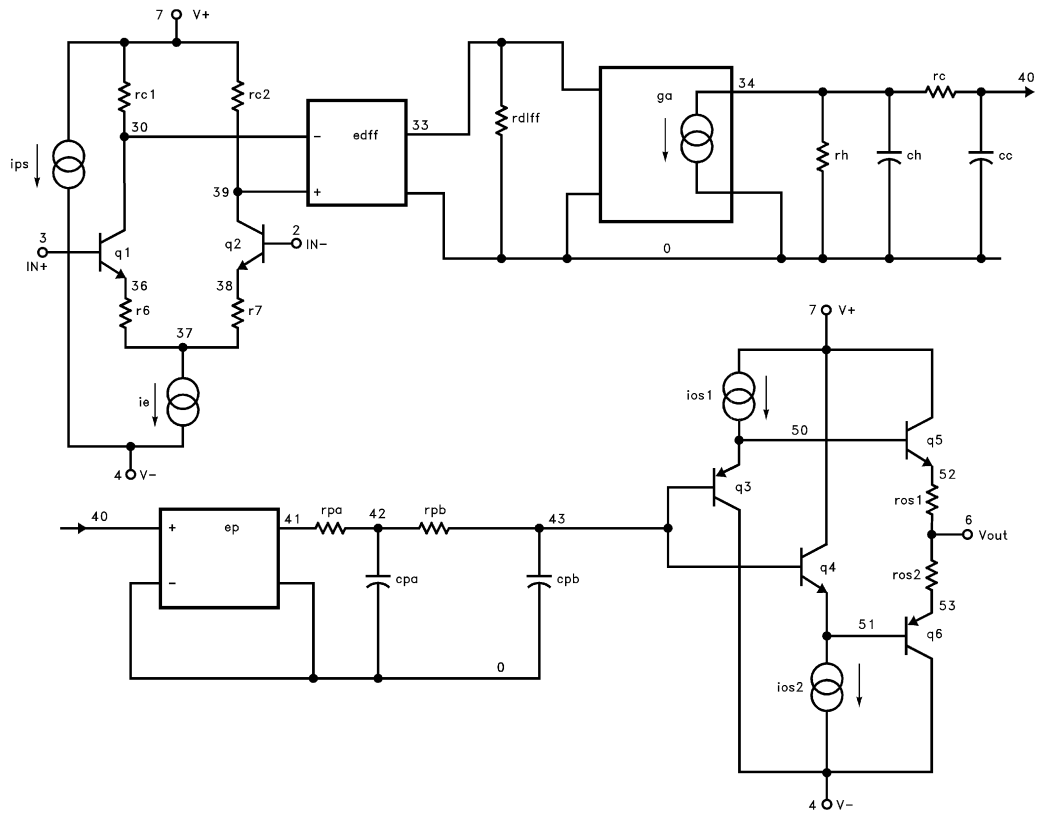 7 V+
rc1
rc2
30
edff
33
rdiff
ga
34
rc
40
-
+
39
ips
rh
ch
cc
3
IN+
q1
q2
2
IN-
0
36
38
r6
r7
37
ie
4 V-
7 V+
ios1
50
q5
q3
52
ros1
6
Vout
40
+
ep
41
rpa
42
rpb
43
-
cpa
cpb
q4
ros2
53
51
q6
0
ios2
4 V-